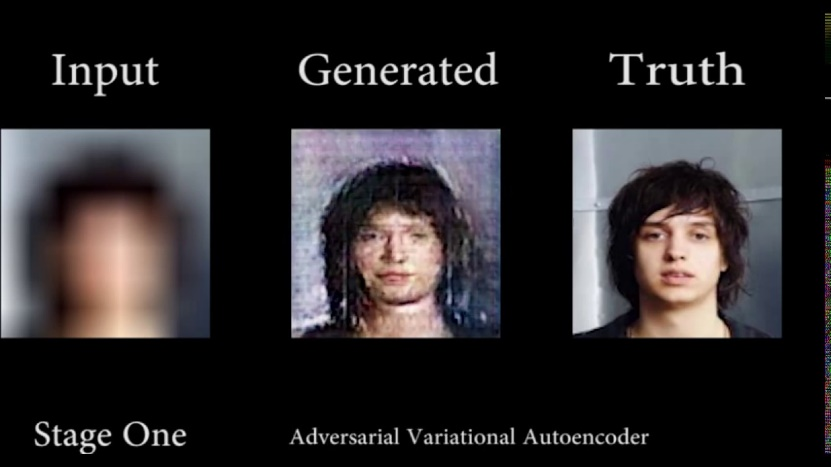 Input
Generated
Truth
Stage One
Adversarial Variational Autoencoder